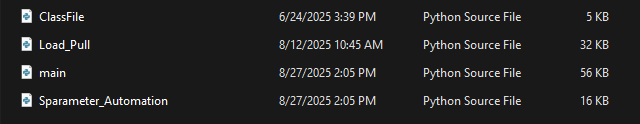 ClassFile 6/24/2025 3:39 PM Python Source File 5 KB
Load_Pull 8/12/2025 10:45 AM Python Source File 32 KB
main 8/27/2025 2:05 PM Python Source File 56 KB
Sparameter_Automation 8/27/2025 2:05 PM Python Source File 16 KB